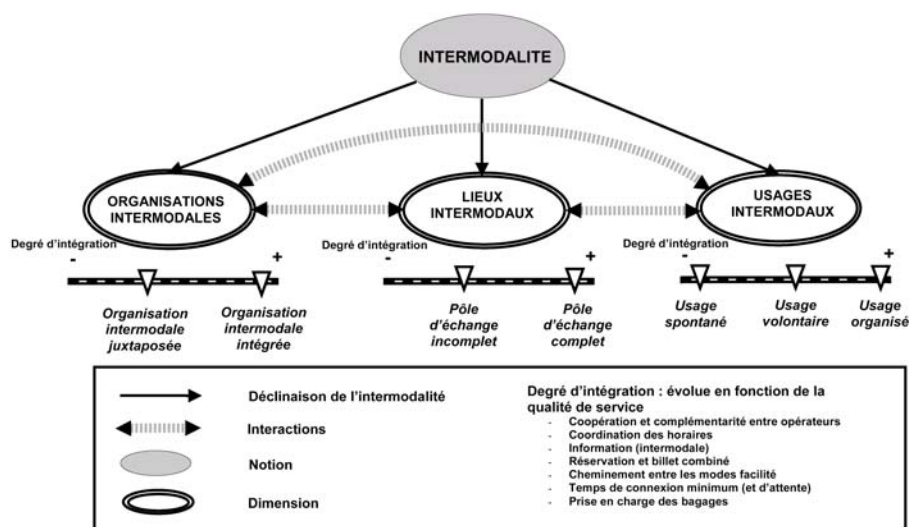 INTERMODALITE
ORGANISATIONS
INTERMODALES
LIEUX
INTERMODAUX
USAGES
INTERMODAUX
Degré d'intégration
- +
Degré d'intégration
- +
Degré d'intégration
- +
Organisation
intermodale
juxtaposée
Organisation
intermodale
intégrée
Pôle
d'échange
incomplet
Pôle
d'échange
complet
Usage
spontané
Usage
volontaire
Usage
organisé
Déclinaison de l'intermodalité
Interactions
Notion
Dimension
Degré d'intégration : évolue en fonction de la
qualité de service
- Coopération et complémentarité entre opérateurs
- Coordination des horaires
- Information (intermodale)
- Réservation et billet combiné
- Cheminement entre les modes facilité
- Temps de connexion minimum (et d'attente)
- Prise en charge des bagages